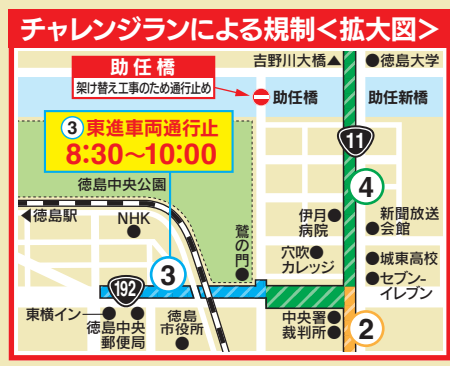 チャレンジランによる規制<拡大図>
吉野川大橋▲
●徳島大学
助任橋
架け替え工事のため通行止め
助任橋
助任新橋
③東進車両通行止
8:30～10:00
11
徳島中央公園
4
◀徳島駅
NHK
鷲の門
伊月病院
新聞放送会館
穴吹カレッジ
城東高校
セブン-イレブン
3
192
東横イン
徳島中央郵便局
徳島市役所
中央署
裁判所
2